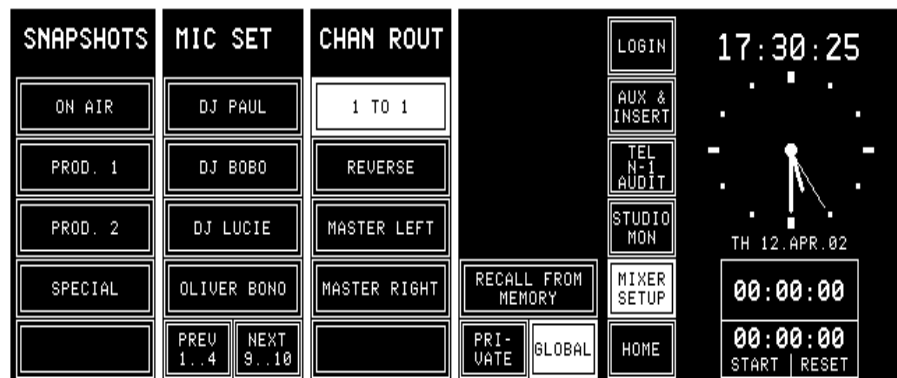 SNAPSHOTS
ON AIR
PROD. 1
PROD. 2
SPECIAL
MIC SET
DJ PAUL
DJ BOBO
DJ LUCIE
OLIVER BONO
PREV
1..4
NEXT
9..10
CHAN ROUT
1 TO 1
REVERSE
MASTER LEFT
MASTER RIGHT
RECALL FROM
MEMORY
PRI-
VATE
GLOBAL
LOGIN
AUX &
INSERT
TEL
N-1
AUDIT
STUDIO
MON
MIXER
SETUP
HOME
17:30:25
TH 12.APR.02
00:00:00
00:00:00
START
RESET